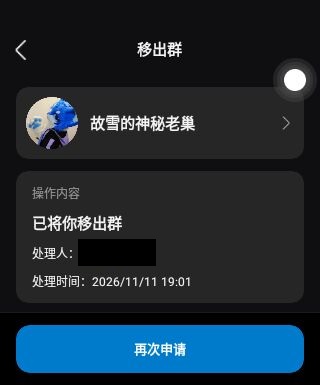 移出群
故雪的神秘老巢
操作内容
已将你移出群
处理人：
处理时间：2026/11/11 19:01
再次申请